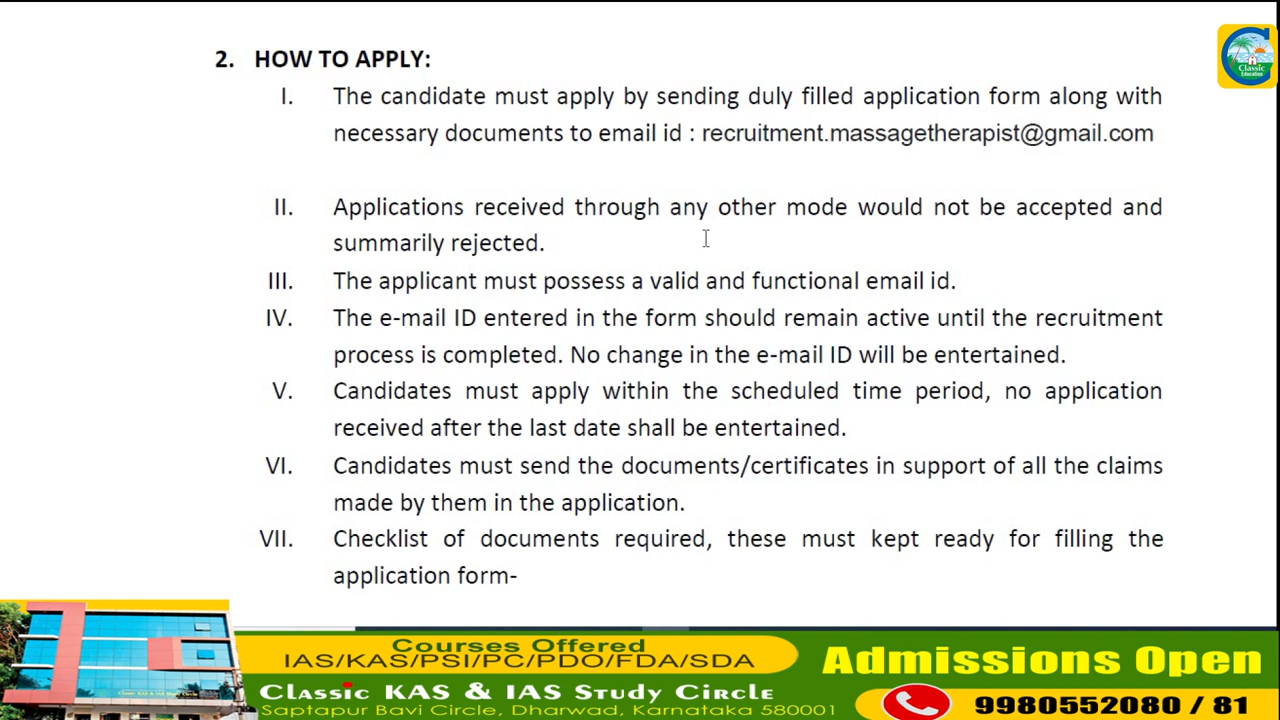 2. HOW TO APPLY:
I. The candidate must apply by sending duly filled application form along with
necessary documents to email id : recruitment.massagetherapist@gmail.com
II. Applications received through any other mode would not be accepted and
summarily rejected.
III. The applicant must possess a valid and functional email id.
IV. The e-mail ID entered in the form should remain active until the recruitment
process is completed. No change in the e-mail ID will be entertained.
V. Candidates must apply within the scheduled time period, no application
received after the last date shall be entertained.
VI. Candidates must send the documents/certificates in support of all the claims
made by them in the application.
VII. Checklist of documents required, these must kept ready for filling the
application form-
Classic
Education
Courses Offered
IAS/KAS/PSI/PC/PDO/FDA/SDA
Classic KAS & IAS Study Circle
Saptapur Bavi Circle, Dharwad, Karnataka 580001
Admissions Open
9980552080 / 81